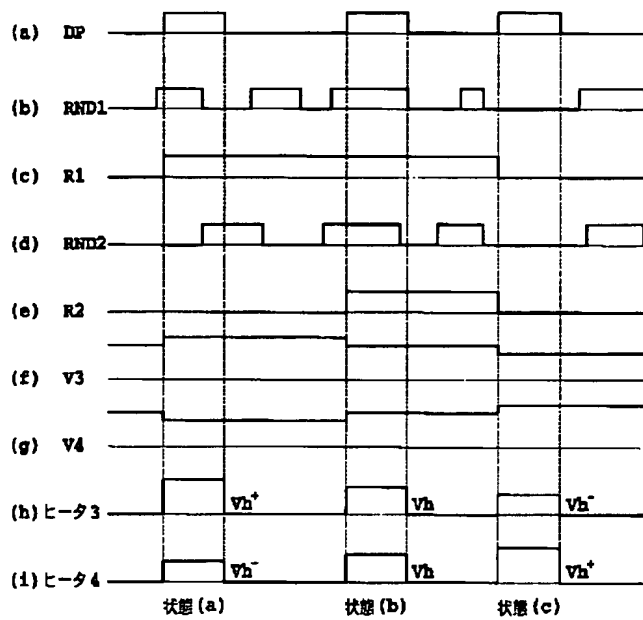 (a) DP
(b) RND1
(c) R1
(d) RND2
(e) R2
(f) V3
(g) V4
(h)ヒータ3 Vh⁺ Vh Vh⁻
(i)ヒータ4 Vh⁻ Vh Vh⁺
状態(a) 状態(b) 状態(c)